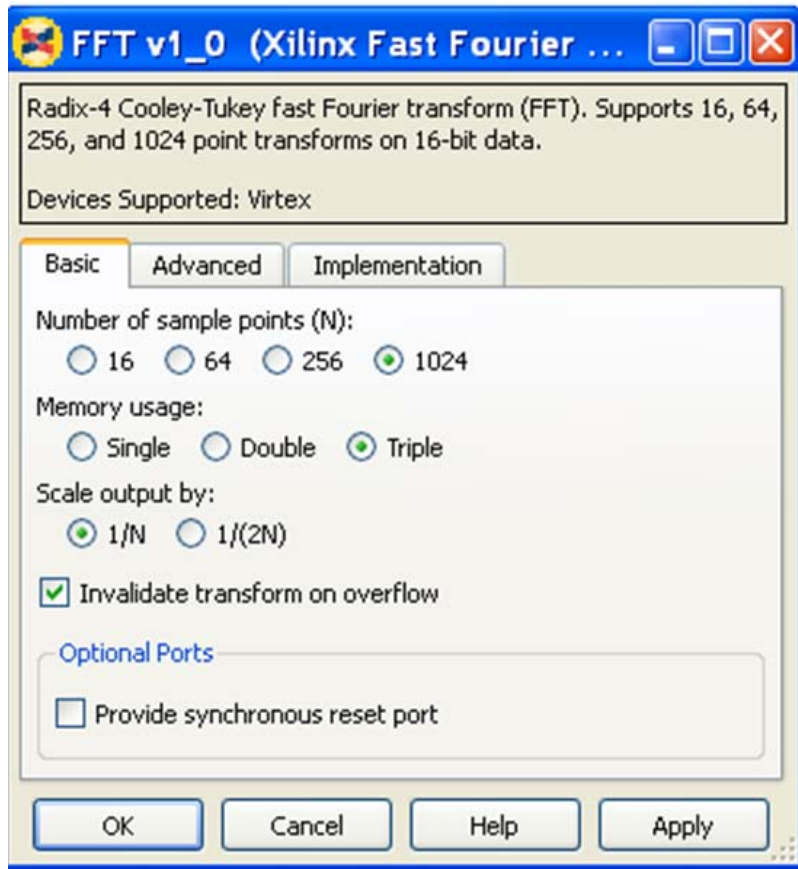 FFT v1_0 (Xilinx Fast Fourier ...
Radix-4 Cooley-Tukey fast Fourier transform (FFT). Supports 16, 64,
256, and 1024 point transforms on 16-bit data.
Devices Supported: Virtex
Basic Advanced Implementation
Number of sample points (N):
16 64 256 1024
Memory usage:
Single Double Triple
Scale output by:
1/N 1/(2N)
Invalidate transform on overflow
Optional Ports
Provide synchronous reset port
OK Cancel Help Apply